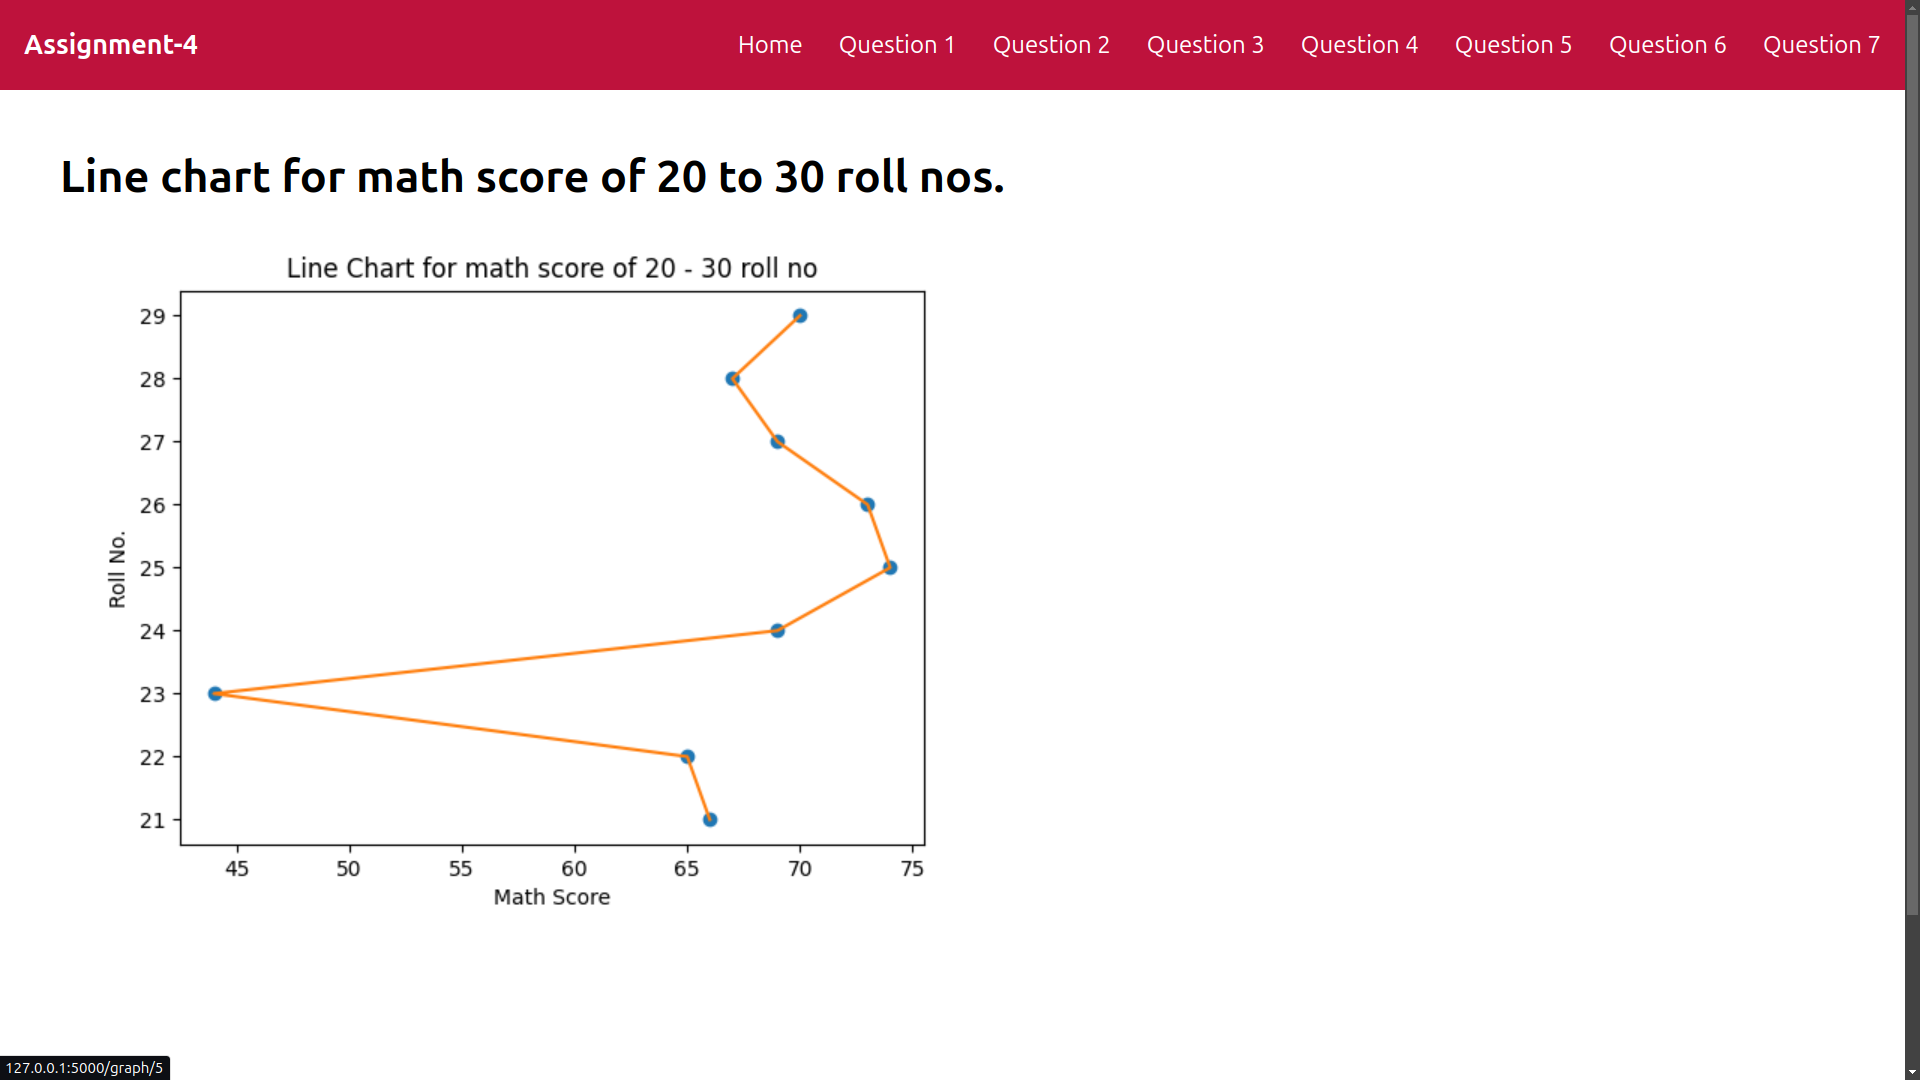 Assignment-4
Home Question 1 Question 2 Question 3 Question 4 Question 5 Question 6 Question 7
Line chart for math score of 20 to 30 roll nos.
Line Chart for math score of 20 - 30 roll no
29
28
27
26
25
24
23
22
21
Roll No.
45 50 55 60 65 70 75
Math Score
127.0.0.1:5000/graph/5